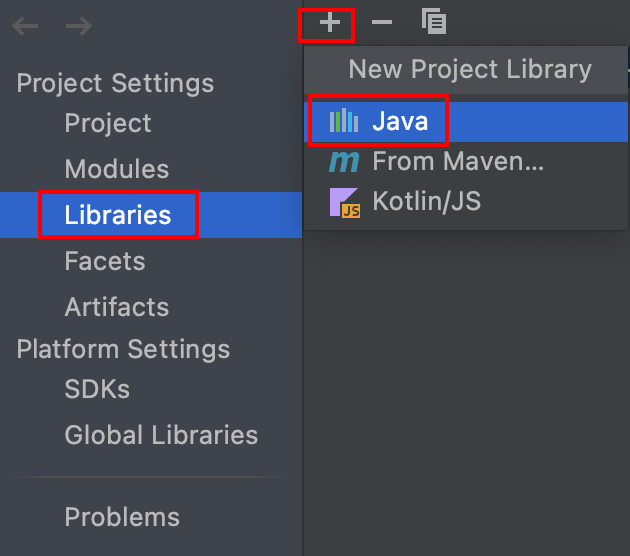 Project Settings
Project
Modules
Libraries
Facets
Artifacts
Platform Settings
SDKs
Global Libraries
Problems
New Project Library
Java
m From Maven...
JS Kotlin/JS